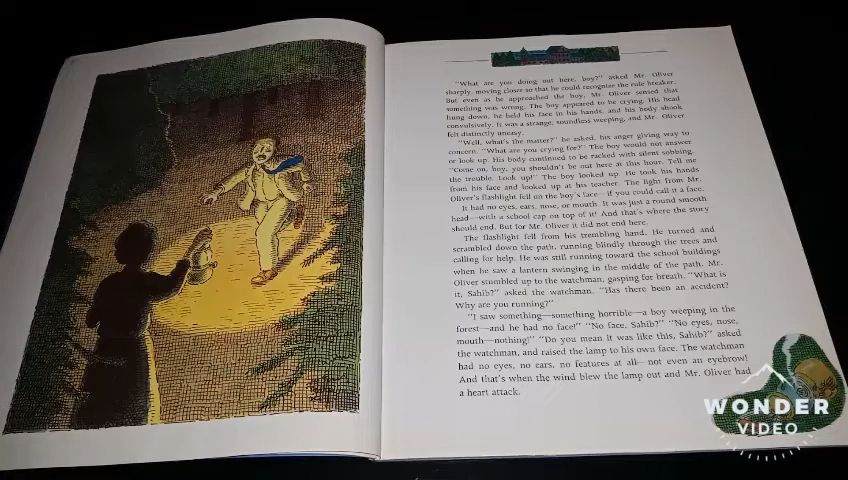 "What are you doing out here, boy?" asked Mr. Oliver
sharply, moving closer so that he could recognize the rule breaker.
But even as he approached the boy, Mr. Oliver sensed that
something was wrong. The boy appeared to be crying. His head
hung down, he held his face in his hands, and his body shook
convulsively. It was a strange, soundless weeping, and Mr. Oliver
felt distinctly uneasy.
"Well, what's the matter?" he asked, his anger giving way to
concern. "What are you crying for?" The boy would not answer
or look up. His body continued to be racked with silent sobbing.
"Come on, boy, you shouldn't be out here at this hour. Tell me
the trouble. Look up!" The boy looked up. He took his hands
from his face and looked up at his teacher. The light from Mr.
Oliver's flashlight fell on the boy's face—if you could call it a face.
It had no eyes, ears, nose, or mouth. It was just a round smooth
head—with a school cap on top of it! And that's where the story
should end. But for Mr. Oliver it did not end here.
The flashlight fell from his trembling hand. He turned and
scrambled down the path, running blindly through the trees and
calling for help. He was still running toward the school buildings
when he saw a lantern swinging in the middle of the path. Mr.
Oliver stumbled up to the watchman, gasping for breath. "What is
it, Sahib?" asked the watchman. "Has there been an accident?
Why are you running?"
"I saw something—something horrible—a boy weeping in the
forest—and he had no face!" "No face, Sahib?" "No eyes, nose,
mouth—nothing!" "Do you mean it was like this, Sahib?" asked
the watchman, and raised the lamp to his own face. The watchman
had no eyes, no ears, no features at all—not even an eyebrow!
And that's when the wind blew the lamp out and Mr. Oliver had
a heart attack.
WONDER
VIDEO